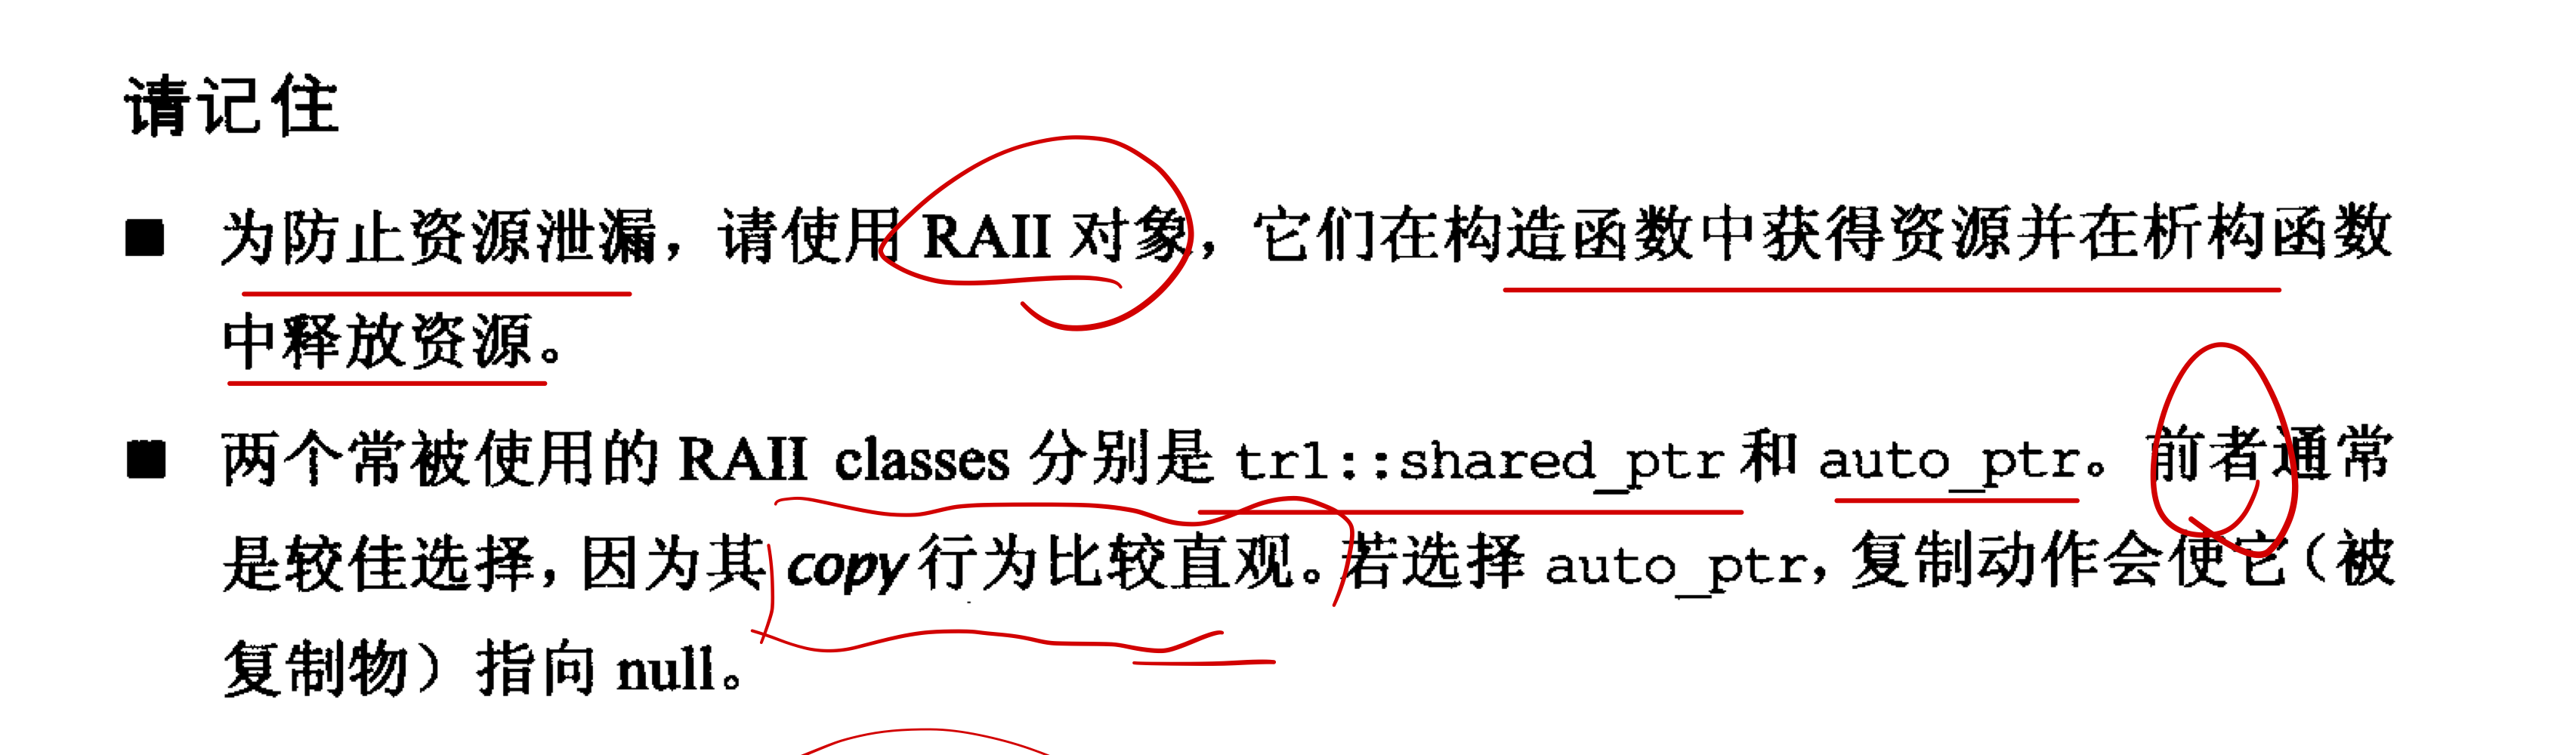 请记住
■ 为防止资源泄漏，请使用 RAII 对象，它们在构造函数中获得资源并在析构函数
中释放资源。
■ 两个常被使用的 RAII classes 分别是 tr1::shared_ptr 和 auto_ptr。前者通常
是较佳选择，因为其 copy 行为比较直观。若选择 auto_ptr，复制动作会使它（被
复制物）指向 null。